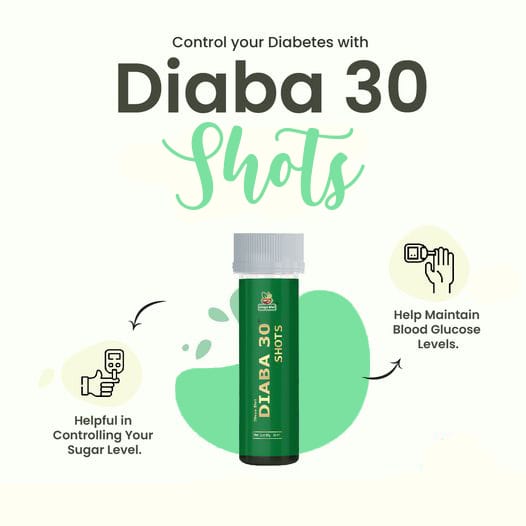 Control your Diabetes with
Diaba 30
Shots
Help Maintain
Blood Glucose
Levels.
DIABA 30
SHOTS
Helpful in
Controlling Your
Sugar Level.